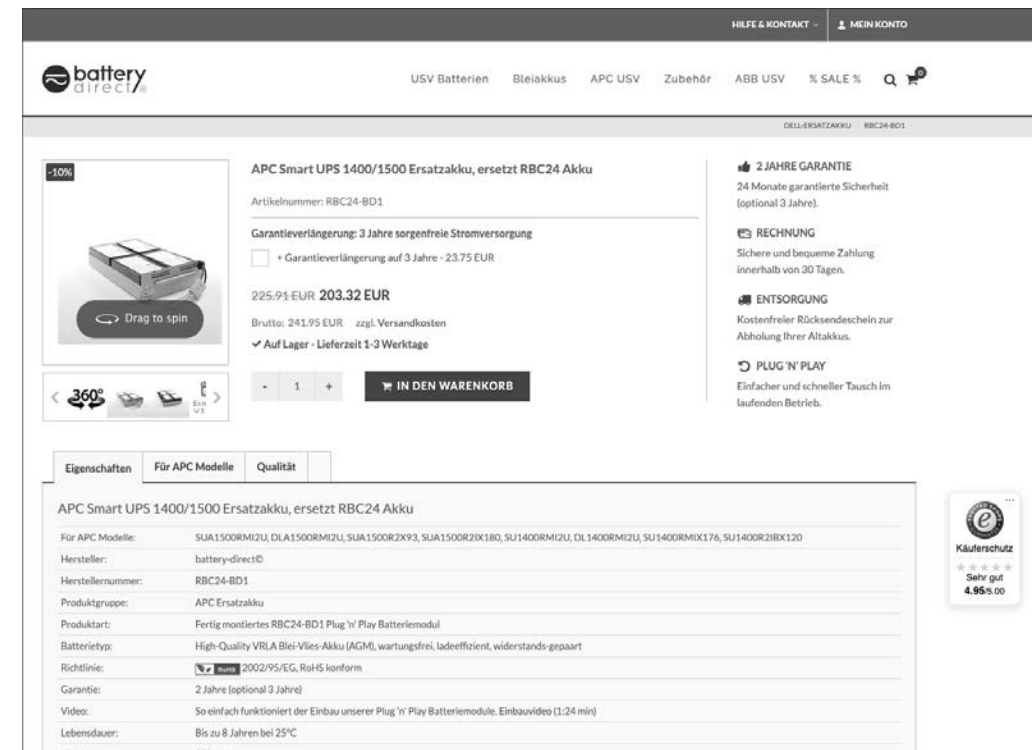 HILFE & KONTAKT
MEIN KONTO
battery
direct®
USV Batterien Bleiakkus APC USV Zubehör ABB USV % SALE % 0
DELL-ERSATZAKKU / RBC24-BD1
-10%
Drag to spin
360°
APC Smart UPS 1400/1500 Ersatzakku, ersetzt RBC24 Akku
Artikelnummer: RBC24-BD1
Garantieverlängerung: 3 Jahre sorgenfreie Stromversorgung
+ Garantieverlängerung auf 3 Jahre - 23.75 EUR
225.91 EUR 203.32 EUR
Brutto: 241.95 EUR zzgl. Versandkosten
Auf Lager - Lieferzeit 1-3 Werktage
- 1 + IN DEN WARENKORB
2 JAHRE GARANTIE
24 Monate garantierte Sicherheit
(optional 3 Jahre).
RECHNUNG
Sichere und bequeme Zahlung
innerhalb von 30 Tagen.
ENTSORGUNG
Kostenfreier Rücksendeschein zur
Abholung Ihrer Altakkus.
PLUG 'N' PLAY
Einfacher und schneller Tausch im
laufenden Betrieb.
Eigenschaften Für APC Modelle Qualität
APC Smart UPS 1400/1500 Ersatzakku, ersetzt RBC24 Akku
Für APC Modelle: SUA1500RMI2U, DLA1500RMI2U, SUA1500R2X93, SUA1500R2IX180, SU1400RMI2U, DL1400RMI2U, SU1400RMIX176, SU1400R2IBX120
Hersteller: battery-direct©
Herstellernummer: RBC24-BD1
Produktgruppe: APC Ersatzakku
Produktart: Fertig montiertes RBC24-BD1 Plug 'n' Play Batteriemodul
Batterietyp: High-Quality VRLA Blei-Vlies-Akku (AGM), wartungsfrei, ladeeffizient, widerstands-gepaart
Richtlinie: RoHS 2002/95/EG, RoHS konform
Garantie: 2 Jahre (optional 3 Jahre)
Video: So einfach funktioniert der Einbau unserer Plug 'n' Play Batteriemodule. Einbauvideo (1:24 min)
Lebensdauer: Bis zu 8 Jahren bei 25°C
Käuferschutz
Sehr gut
4.95/5.00